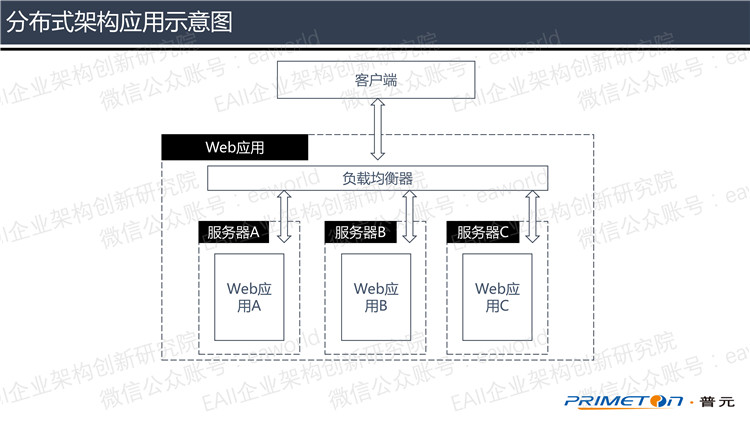 分布式架构应用示意图
客户端
Web应用
负载均衡器
服务器A
服务器B
服务器C
Web应
用A
Web应
用B
Web应
用C
EAII企业架构创新研究院
微信公众账号：eaworld
PRIMETON·普元